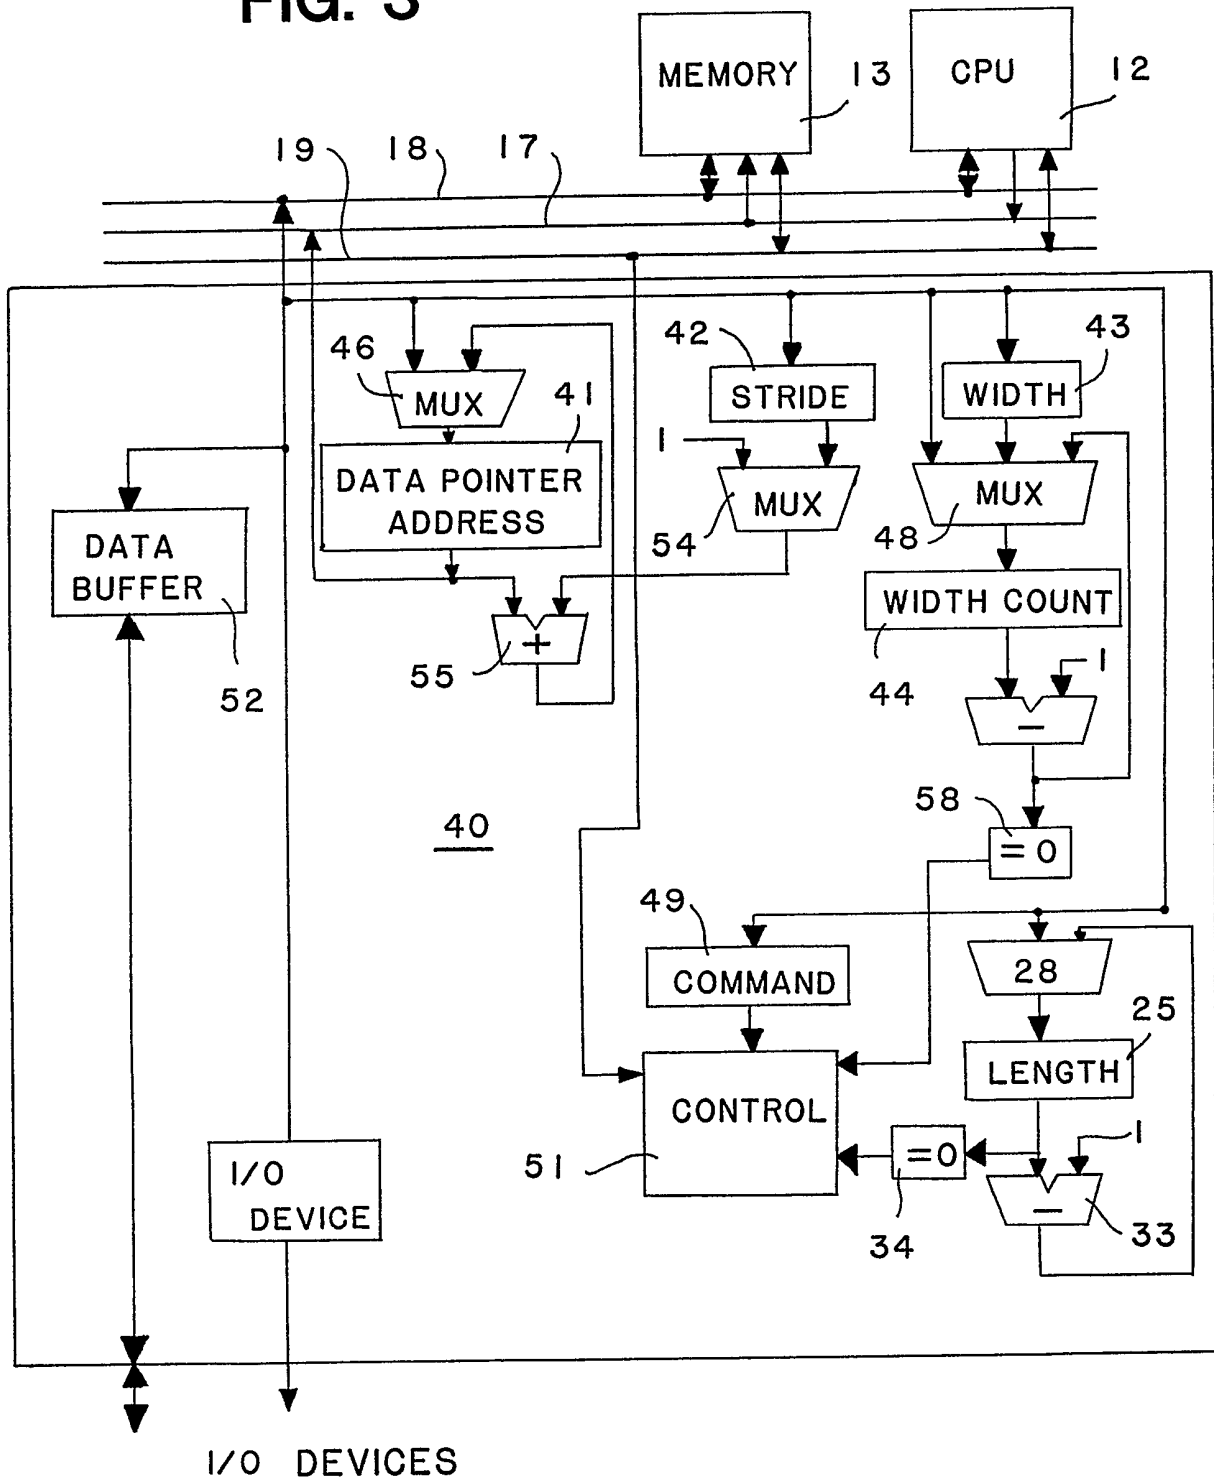 FIG. 3
MEMORY
13
CPU
12
19
18
17
46
MUX
41
DATA POINTER
ADDRESS
42
STRIDE
1
MUX
54
43
WIDTH
MUX
48
WIDTH COUNT
44
1
−
DATA
BUFFER
52
+
55
40
58
= 0
49
COMMAND
28
25
LENGTH
CONTROL
51
=0
34
1
−
33
I/O
DEVICE
I/O DEVICES